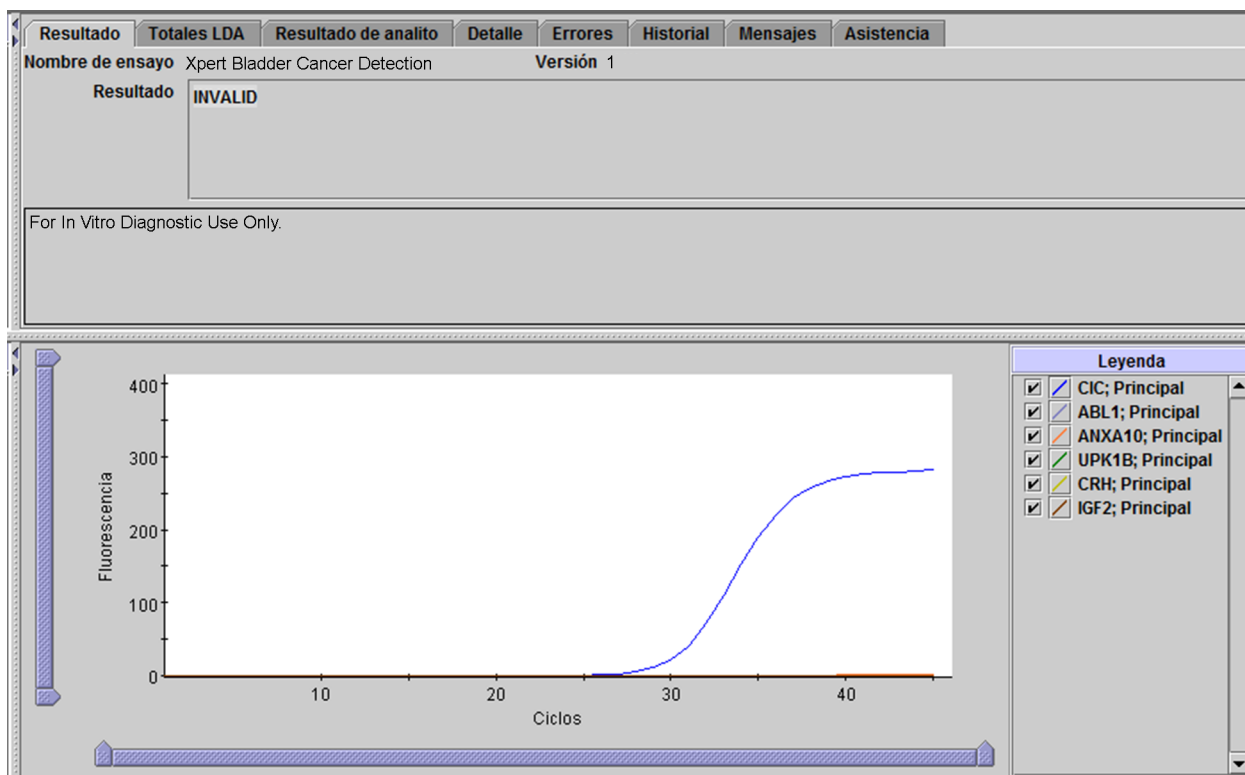 Resultado Totales LDA Resultado de analito Detalle Errores Historial Mensajes Asistencia
Nombre de ensayo Xpert Bladder Cancer Detection Versión 1
Resultado INVALID
For In Vitro Diagnostic Use Only.
Leyenda
CIC; Principal
ABL1; Principal
ANXA10; Principal
UPK1B; Principal
CRH; Principal
IGF2; Principal
400
300
200
100
0
Fluorescencia
10 20 30 40
Ciclos